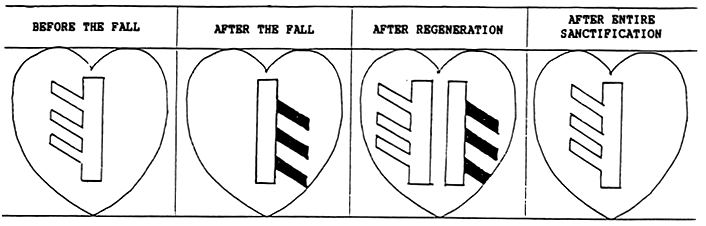 BEFORE THE FALL
AFTER THE FALL
AFTER REGENERATION
AFTER ENTIRE
SANCTIFICATION